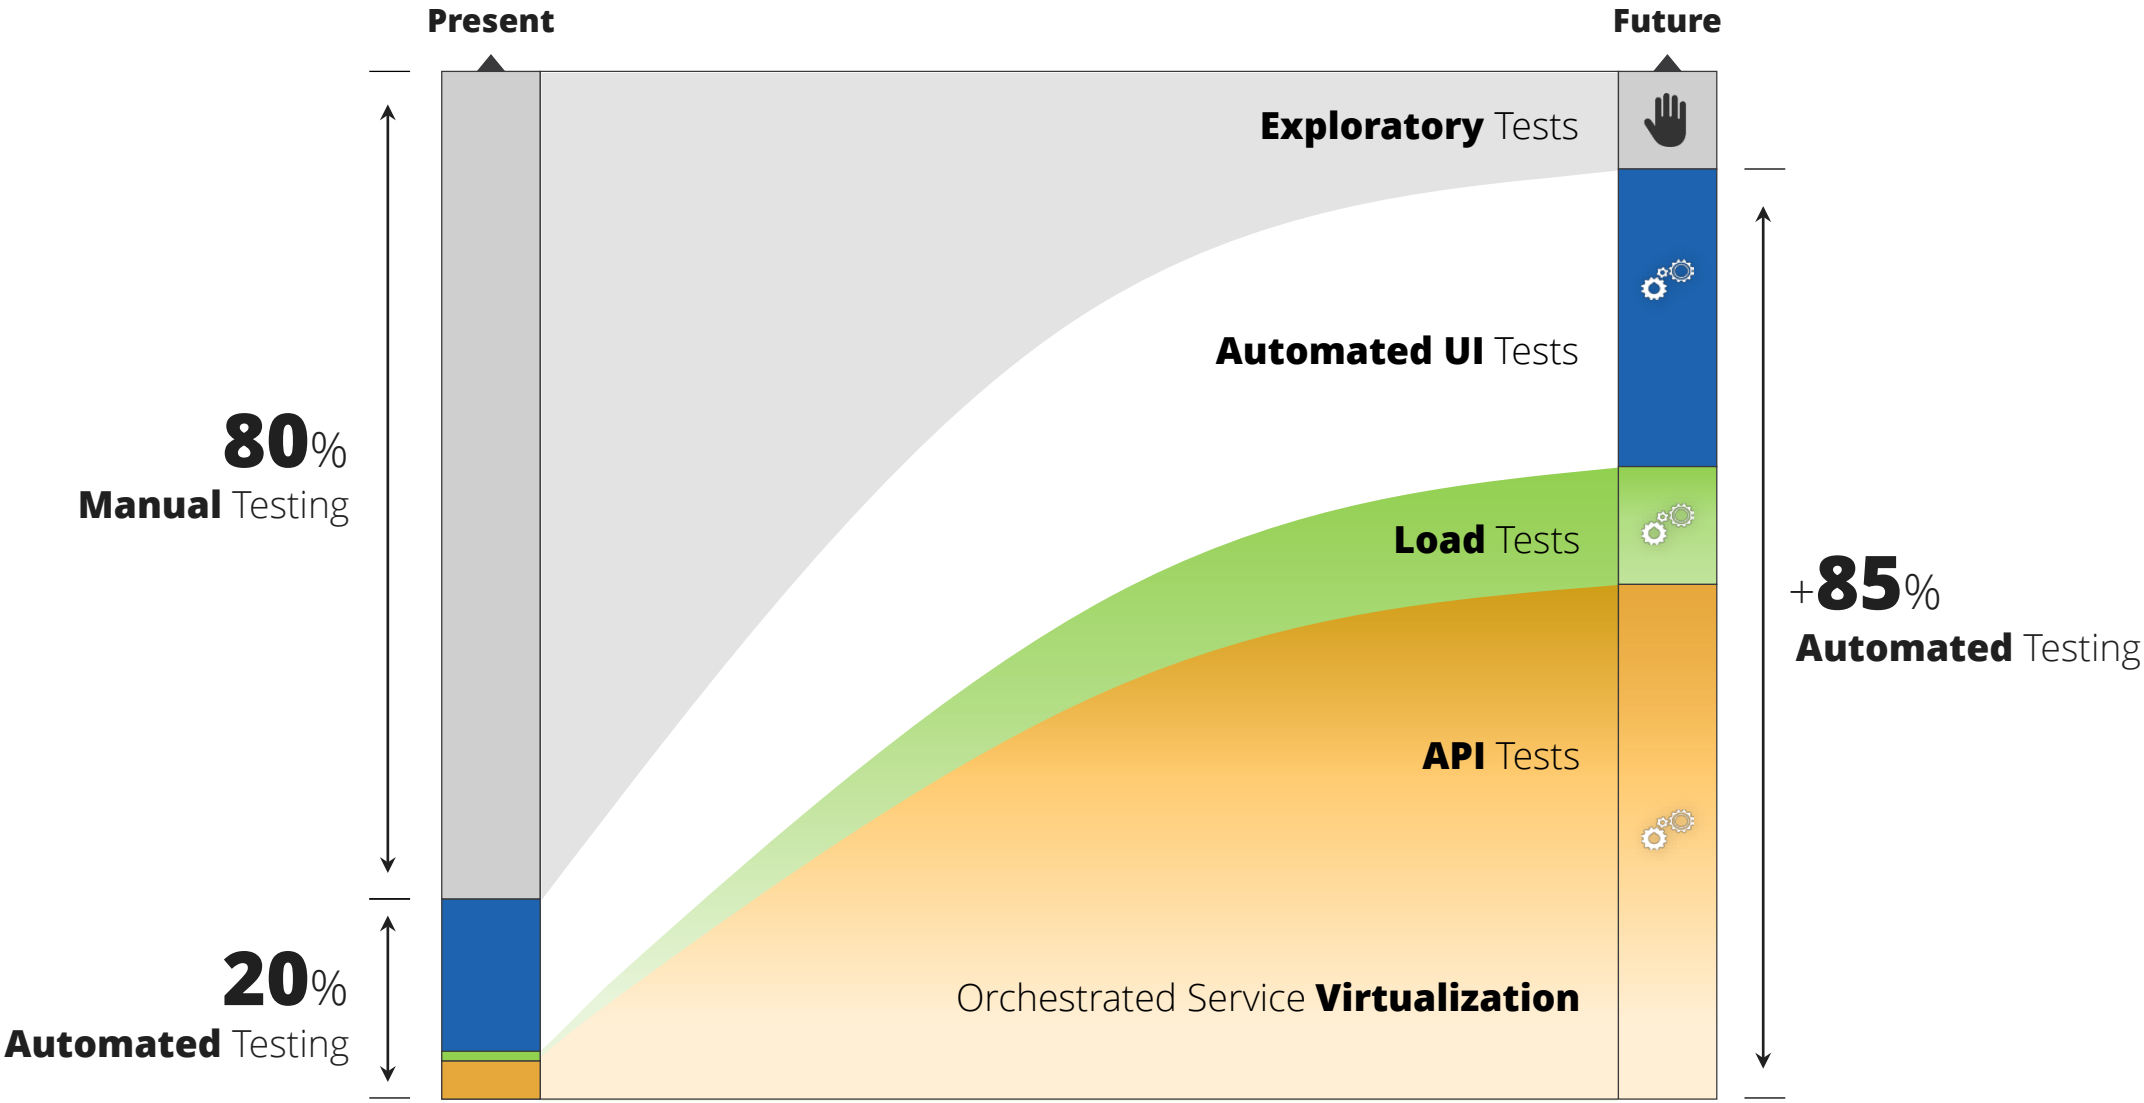 Present
Future
Exploratory Tests
Automated UI Tests
80%
Manual Testing
Load Tests
+85%
Automated Testing
API Tests
20%
Automated Testing
Orchestrated Service Virtualization